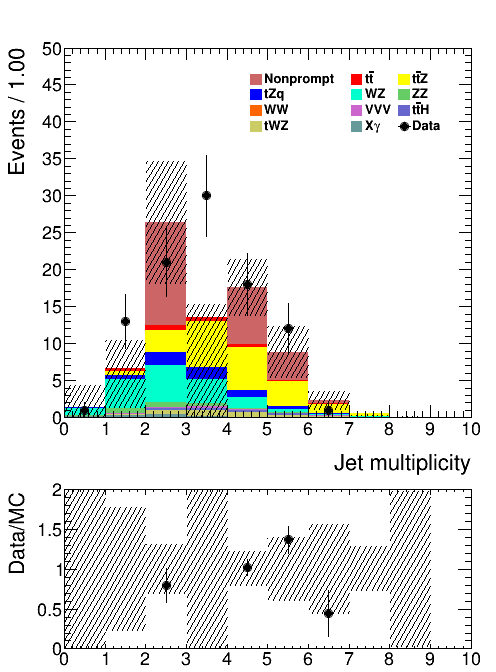 Events / 1.00
50
45
40
35
30
25
20
15
10
5
0
Nonprompt tt̄ tt̄Z
tZq WZ ZZ
WW VVV tt̄H
tWZ Xγ Data
0 1 2 3 4 5 6 7 8 9 10
Jet multiplicity
Data/MC
2
1.5
1
0.5
0
0 1 2 3 4 5 6 7 8 9 10